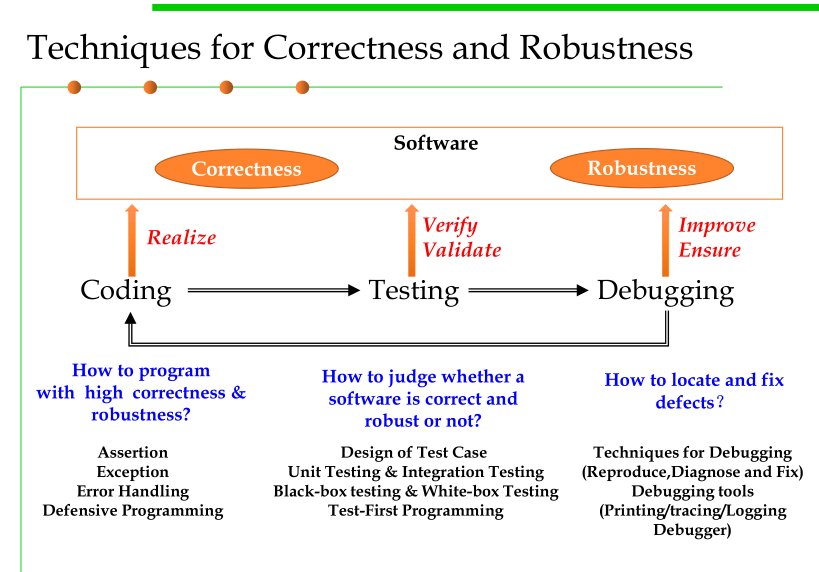 Techniques for Correctness and Robustness
Software
Correctness
Robustness
Realize
Verify
Validate
Improve
Ensure
Coding
Testing
Debugging
How to program
with high correctness &
robustness?
How to judge whether a
software is correct and
robust or not?
How to locate and fix
defects？
Assertion
Exception
Error Handling
Defensive Programming
Design of Test Case
Unit Testing & Integration Testing
Black-box testing & White-box Testing
Test-First Programming
Techniques for Debugging
(Reproduce,Diagnose and Fix)
Debugging tools
(Printing/tracing/Logging
Debugger)